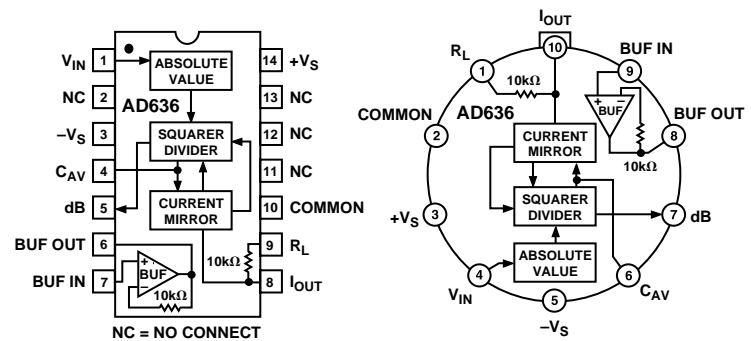 V_IN 1 ABSOLUTE VALUE 14 +V_S
NC 2 AD636 13 NC
–V_S 3 SQUARER DIVIDER 12 NC
C_AV 4 11 NC
dB 5 CURRENT MIRROR 10 COMMON
BUF OUT 6 9 R_L
10kΩ
BUF IN 7 + – BUF 10kΩ 8 I_OUT
NC = NO CONNECT
I_OUT
10
R_L 1 10kΩ 9 BUF IN
COMMON 2 AD636 + – BUF 10kΩ 8 BUF OUT
CURRENT
MIRROR
+V_S 3 SQUARER
DIVIDER 7 dB
V_IN 4 ABSOLUTE
VALUE 6 C_AV
5
–V_S